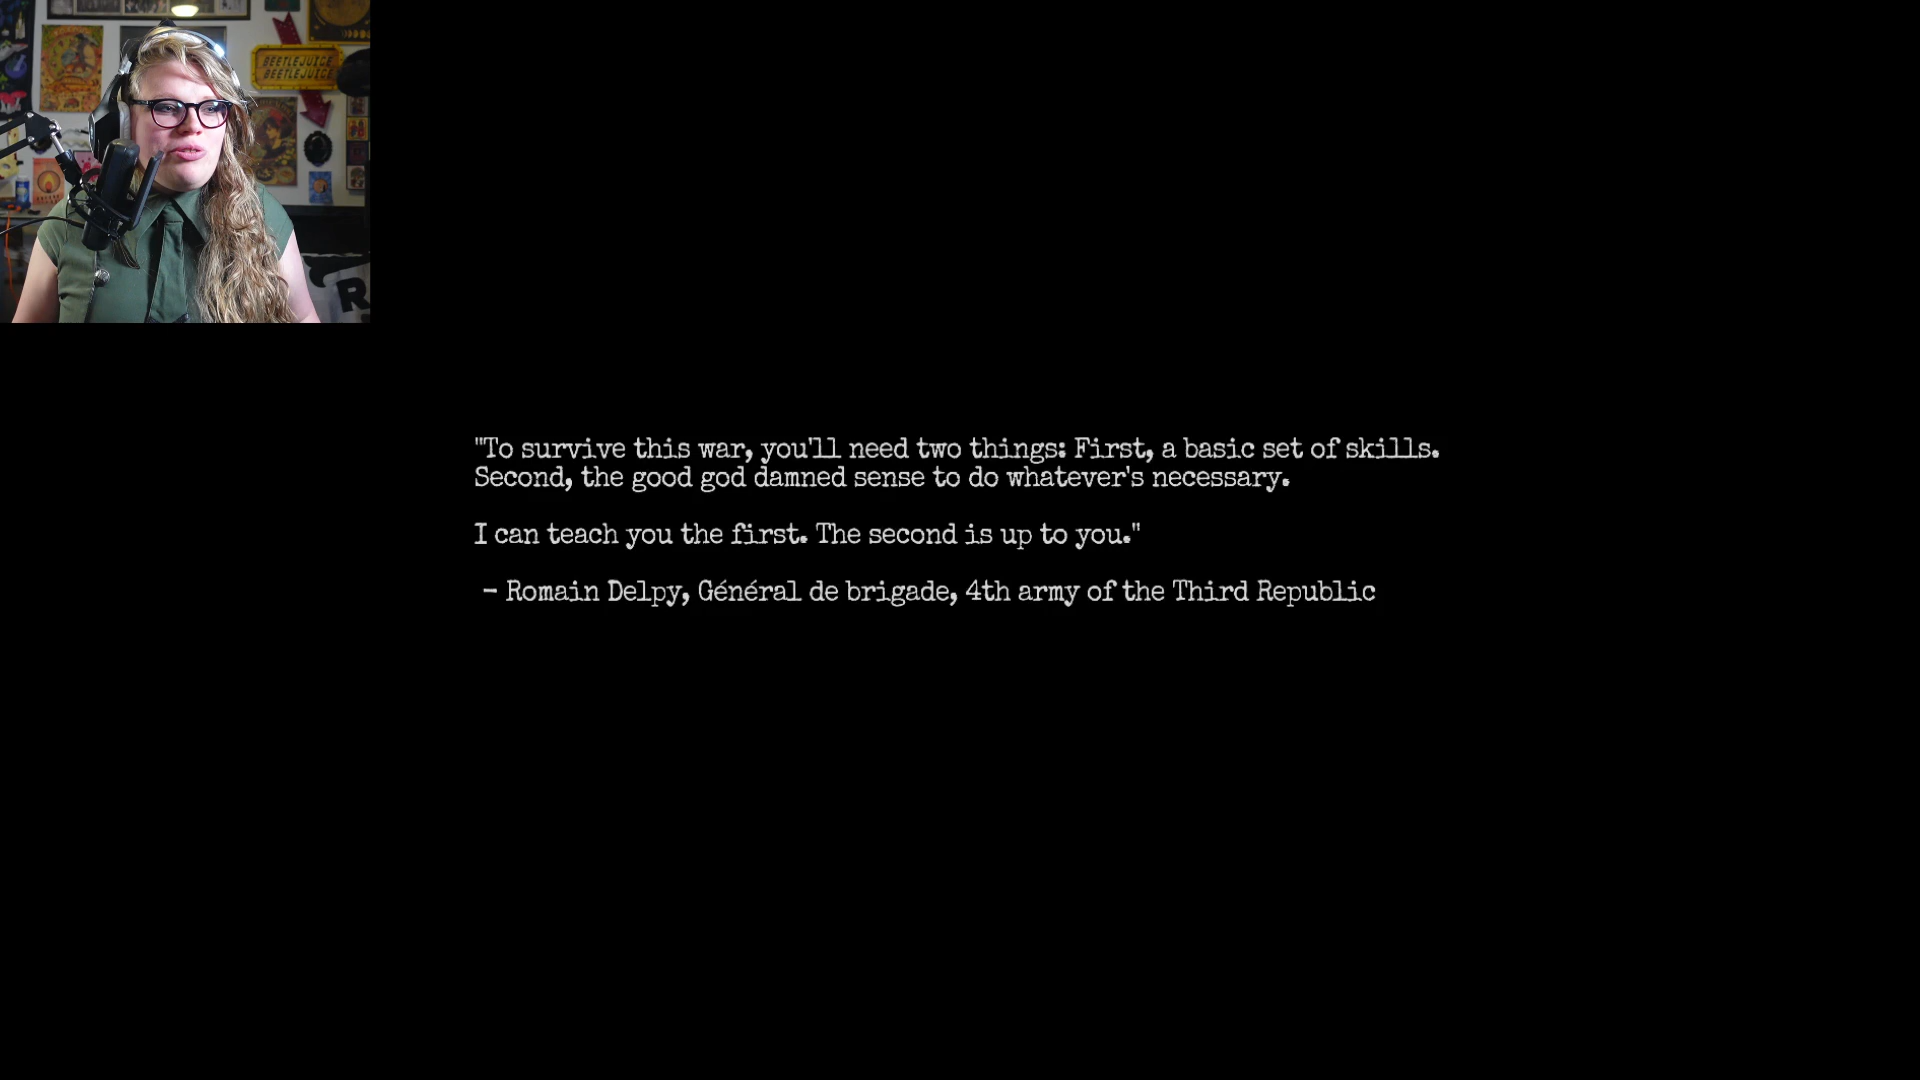 BEETLEJUICE
BEETLEJUICE
R
"To survive this war, you'll need two things: First, a basic set of skills.
Second, the good god damned sense to do whatever's necessary.
I can teach you the first. The second is up to you."
– Romain Delpy, Général de brigade, 4th army of the Third Republic